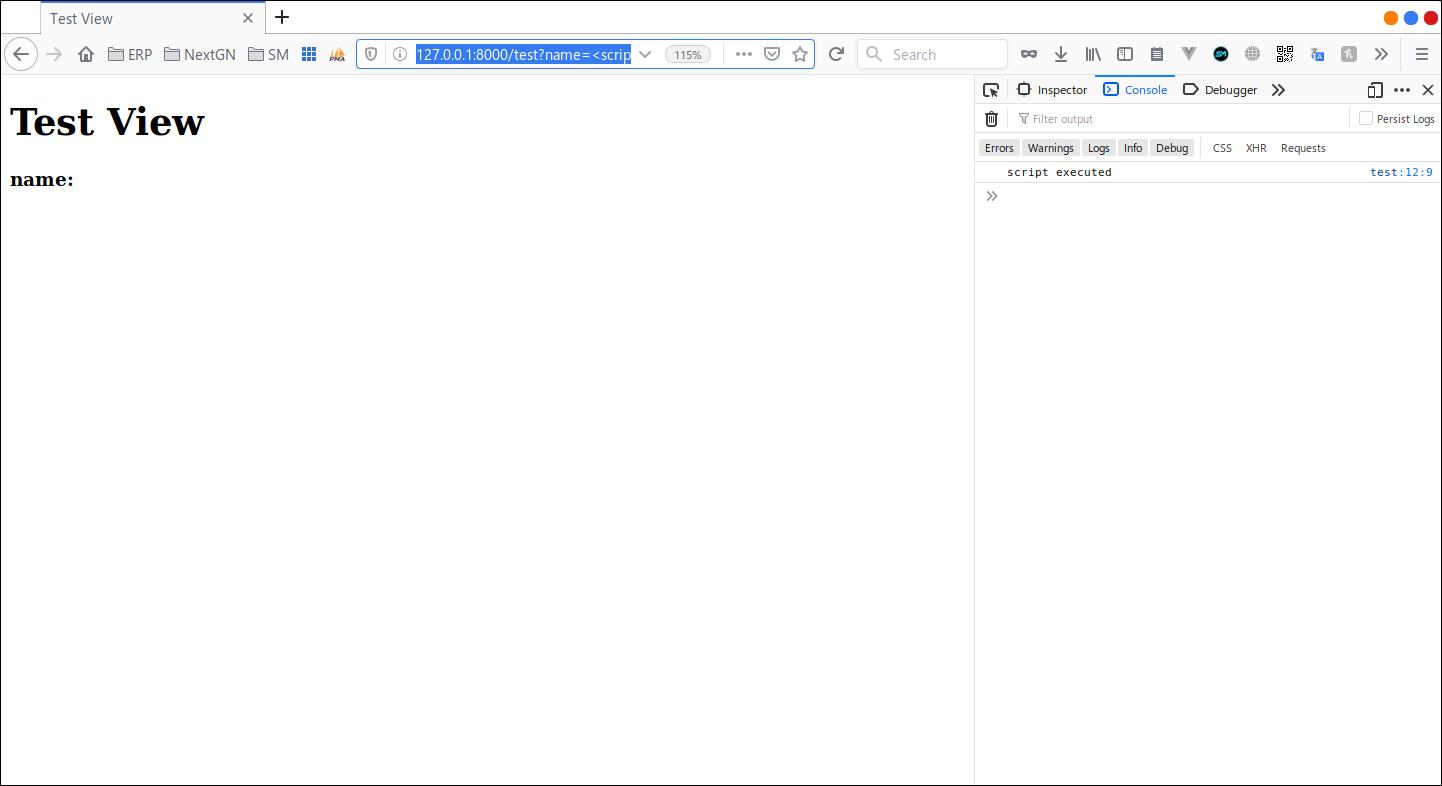 Test View
ERP NextGN SM PMA 127.0.0.1:8000/test?name=<scrip 115% Search SM
Test View
name:
Inspector Console Debugger
Filter output Persist Logs
Errors Warnings Logs Info Debug CSS XHR Requests
script executed test:12:9